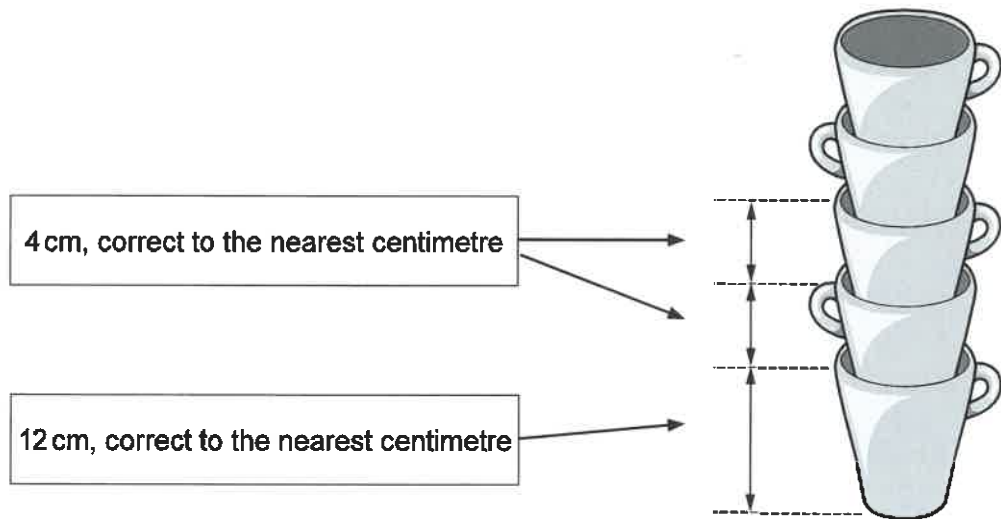 4 cm, correct to the nearest centimetre
12 cm, correct to the nearest centimetre